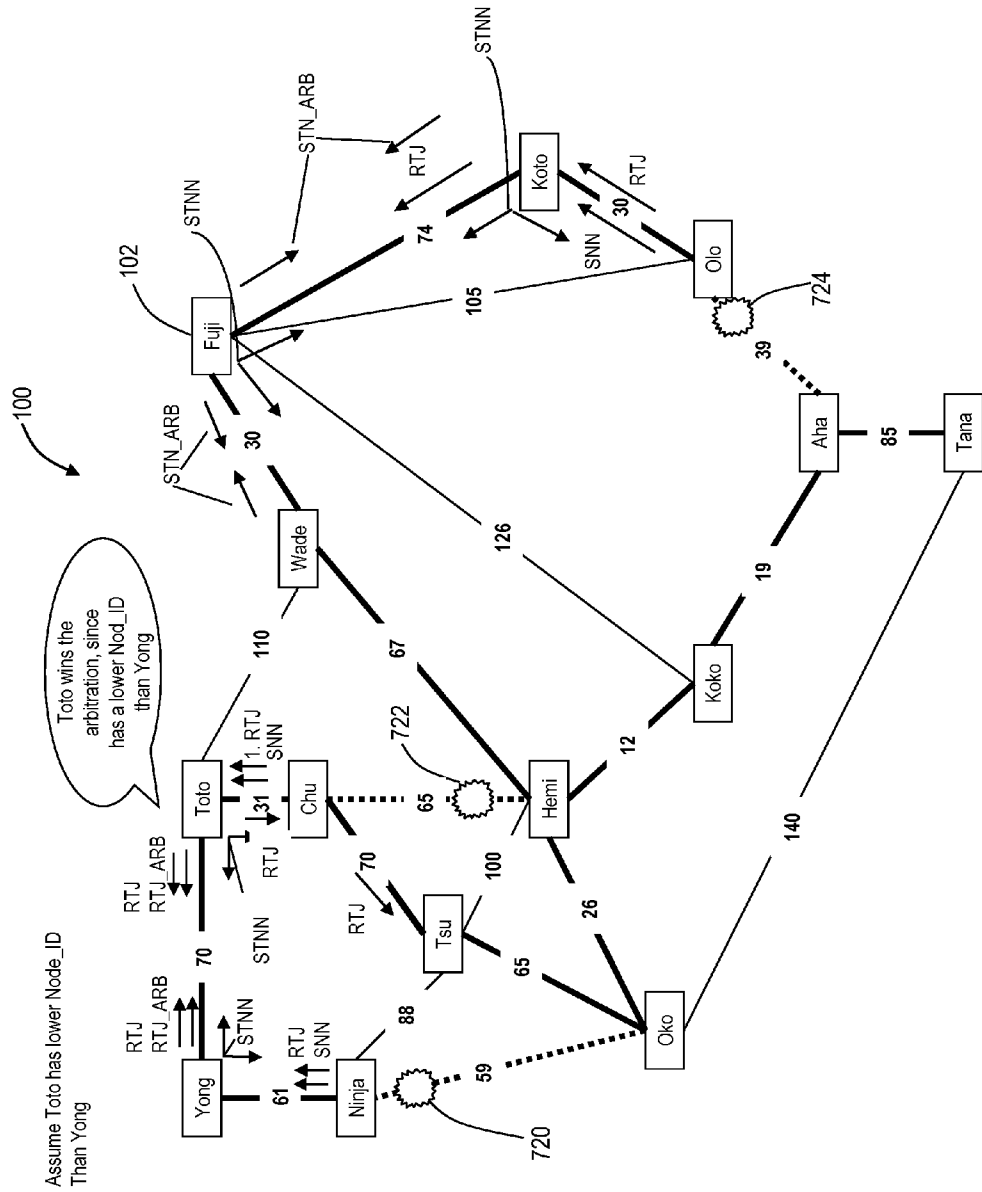 Assume Toto has lower Node_ID
Than Yong
Toto wins the
arbitration, since
has a lower Nod_ID
than Yong
100
102
RTJ
RTJ_ARB
RTJ
RTJ_ARB
Yong
70
Toto
110
Wade
30
Fuji
STN_ARB
STNN
STN_ARB
STNN
STNN
RTJ
31
1. RTJ
SNN
61
RTJ
SNN
Ninja
Chu
74
RTJ
STNN
Koto
88
RTJ
70
65
722
67
126
105
SNN
30
RTJ
Tsu
100
720
59
65
Hemi
Olo
724
39
Oko
26
12
Koko
19
Aha
85
140
Tana